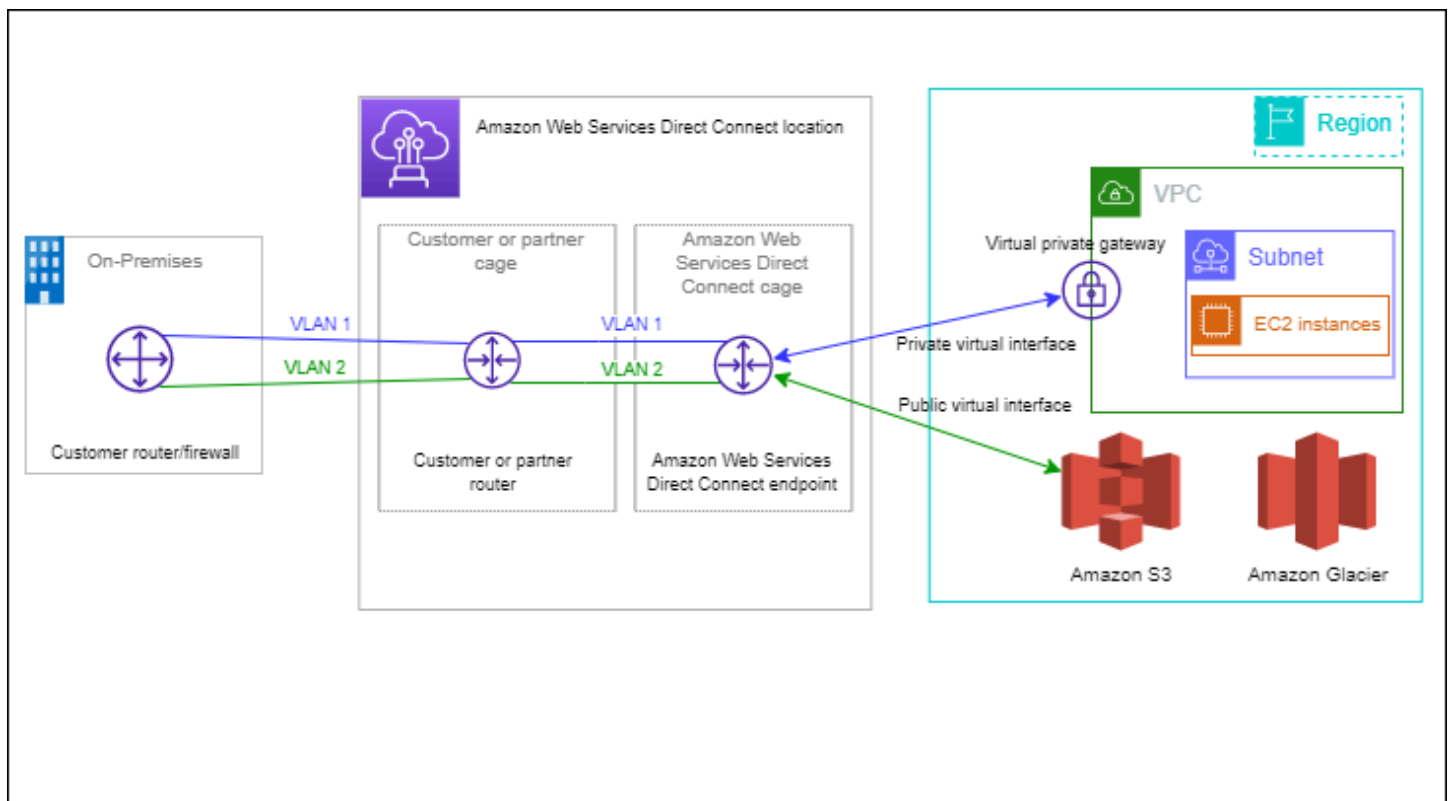 Amazon Web Services Direct Connect location
Region
VPC
On-Premises
Customer or partner
cage
Amazon Web
Services Direct
Connect cage
Virtual private gateway
Subnet
EC2 instances
VLAN 1
VLAN 1
VLAN 2
VLAN 2
Private virtual interface
Public virtual interface
Customer router/firewall
Customer or partner
router
Amazon Web Services
Direct Connect endpoint
Amazon S3
Amazon Glacier